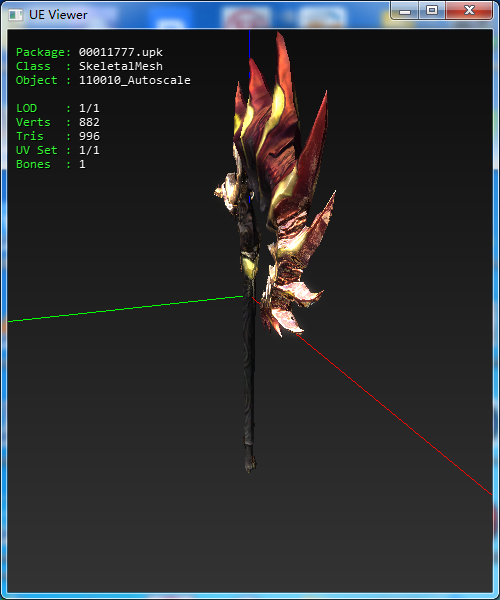 UE Viewer
Package: 00011777.upk
Class : SkeletalMesh
Object : 110010_Autoscale
LOD : 1/1
Verts : 882
Tris : 996
UV Set : 1/1
Bones : 1